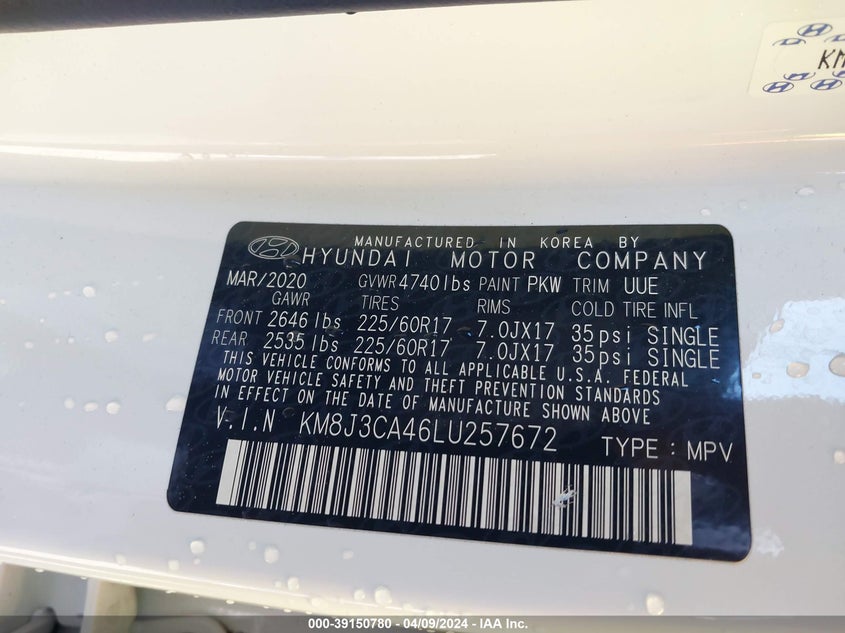 KM
MANUFACTURED IN KOREA BY
HYUNDAI MOTOR COMPANY
MAR/2020 GVWR 4740 lbs PAINT PKW TRIM UUE
GAWR TIRES RIMS COLD TIRE INFL
FRONT 2646 lbs 225/60R17 7.0JX17 35psi SINGLE
REAR 2535 lbs 225/60R17 7.0JX17 35psi SINGLE
THIS VEHICLE CONFORMS TO ALL APPLICABLE U.S.A. FEDERAL
MOTOR VEHICLE SAFETY AND THEFT PREVENTION STANDARDS
IN EFFECT ON THE DATE OF MANUFACTURE SHOWN ABOVE
V.I.N KM8J3CA46LU257672 TYPE : MPV
000-39150780 - 04/09/2024 - IAA Inc.